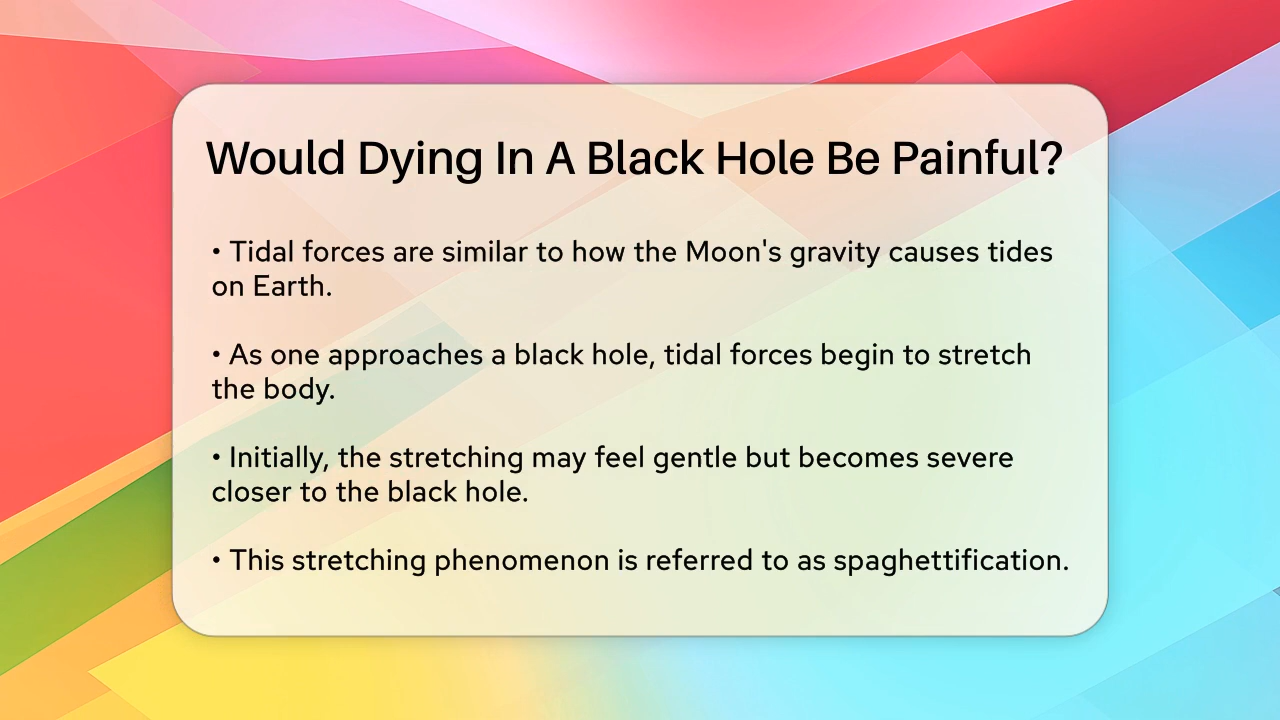 Would Dying In A Black Hole Be Painful?
• Tidal forces are similar to how the Moon's gravity causes tides
on Earth.
• As one approaches a black hole, tidal forces begin to stretch
the body.
• Initially, the stretching may feel gentle but becomes severe
closer to the black hole.
• This stretching phenomenon is referred to as spaghettification.